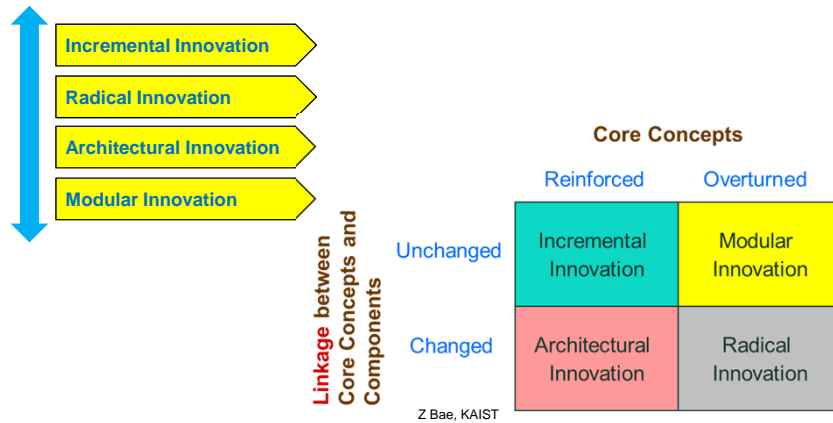 Incremental Innovation
Radical Innovation
Architectural Innovation
Modular Innovation
Core Concepts
Reinforced Overturned
Linkage between
Core Concepts and
Components
Unchanged
Incremental
Innovation
Modular
Innovation
Changed
Architectural
Innovation
Radical
Innovation
Z Bae, KAIST